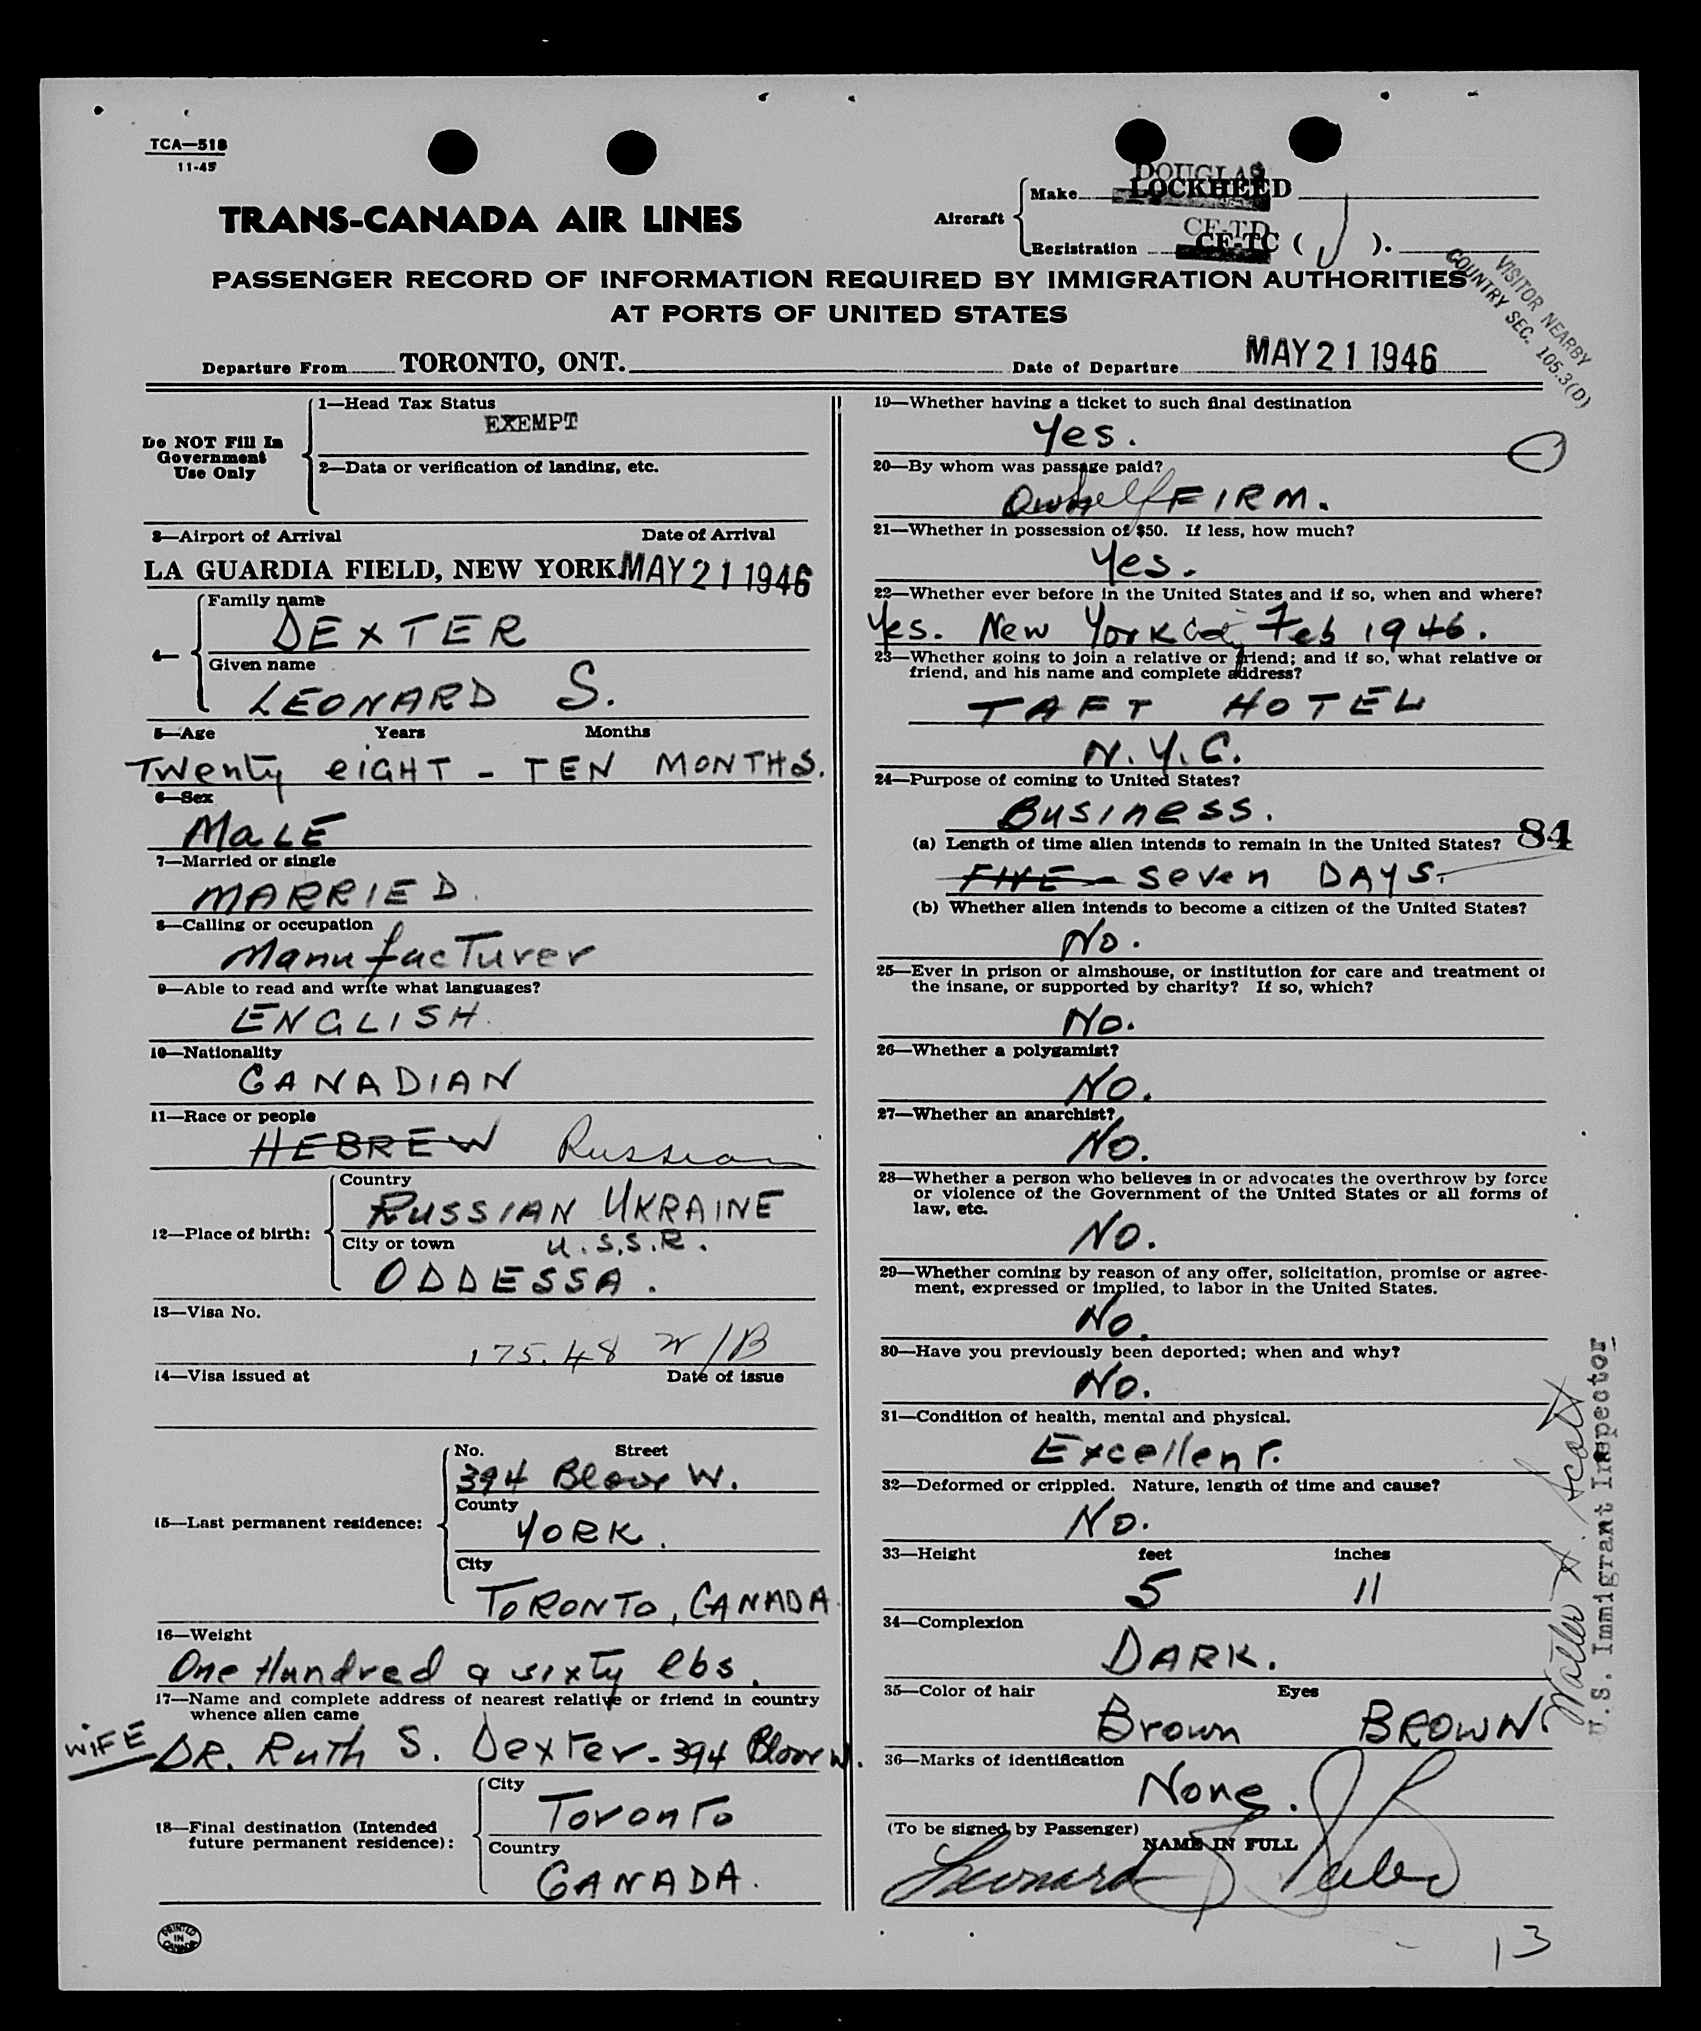 TCA—518
11-45
TRANS-CANADA AIR LINES
Aircraft
Make
DOUGLAS
LOCKHEED
Registration
CF-TD
CF-TC ( J ).
PASSENGER RECORD OF INFORMATION REQUIRED BY IMMIGRATION AUTHORITIES
AT PORTS OF UNITED STATES
VISITOR NEARBY
COUNTRY SEC. 105.3(D)
Departure From TORONTO, ONT.
Date of Departure MAY 21 1946
Do NOT Fill In
Government
Use Only
1—Head Tax Status
EXEMPT
2—Data or verification of landing, etc.
3—Airport of Arrival Date of Arrival
LA GUARDIA FIELD, NEW YORK MAY 21 1946
4—
Family name
DEXTER
Given name
LEONARD S.
5—Age Years Months
Twenty eIGHT - TEN MONTHS.
6—Sex
MaLE
7—Married or single
MARRIED.
8—Calling or occupation
ManufacTurer
9—Able to read and write what languages?
ENGLISH.
10—Nationality
CANADIAN
11—Race or people
HEBREW Russian
12—Place of birth:
Country
RUSSIAN UKRAINE
City or town U.S.S.R.
ODDESSA.
13—Visa No.
175.48 W/B
14—Visa issued at Date of issue
15—Last permanent residence:
No. Street
394 Bloor W.
County
YORK.
City
TORONTO, CANADA.
16—Weight
One Hundred & sixty lbs.
17—Name and complete address of nearest relative or friend in country
whence alien came
WIFE DR. Ruth S. Dexter - 394 Bloor W.
18—Final destination (Intended
future permanent residence):
City
Toronto
Country
CANADA.
PRINTED
IN
CANADA
19—Whether having a ticket to such final destination
Yes.
20—By whom was passage paid?
FIRM.
21—Whether in possession of $50. If less, how much?
Yes.
22—Whether ever before in the United States and if so, when and where?
Yes. New York Feb 1946.
23—Whether going to join a relative or friend; and if so, what relative or
friend, and his name and complete address?
TAFT HOTEL
N.Y.C.
24—Purpose of coming to United States?
Business.
(a) Length of time alien intends to remain in the United States? 84
FIVE - seven DAYS.
(b) Whether alien intends to become a citizen of the United States?
No.
25—Ever in prison or almshouse, or institution for care and treatment of
the insane, or supported by charity? If so, which?
No.
26—Whether a polygamist?
NO.
27—Whether an anarchist?
NO.
28—Whether a person who believes in or advocates the overthrow by force
or violence of the Government of the United States or all forms of
law, etc.
NO.
29—Whether coming by reason of any offer, solicitation, promise or agree-
ment, expressed or implied, to labor in the United States.
No.
30—Have you previously been deported; when and why?
No.
31—Condition of health, mental and physical.
Excellent.
32—Deformed or crippled. Nature, length of time and cause?
No.
33—Height feet inches
5 11
34—Complexion
DARK.
35—Color of hair Eyes
Brown BROWN.
36—Marks of identification
None.
(To be signed by Passenger)
NAME IN FULL
Leonard S Dexter
Walter A. Scott
U.S. Immigrant Inspector
13